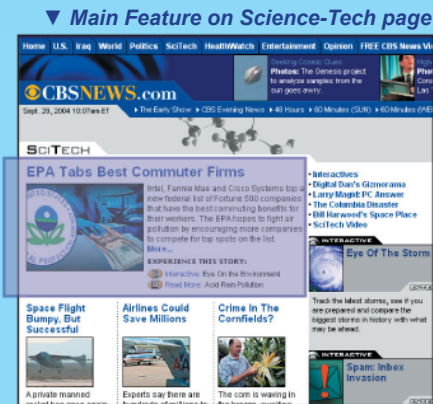 ▼ Main Feature on Science-Tech page
Home U.S. Iraq World Politics SciTech HealthWatch Entertainment Opinion FREE CBS News Vi
Seeking Cosmic Clues
Photos: The Genesis project to analyze samples from the sun goes awry.
High
Phot
Con
Las
CBSNEWS.com
Sept. 29, 2004 10:07am ET
The Early Show CBS Evening News 48 Hours 60 Minutes (SUN) 60 Minutes (WE
SCITECH
EPA Tabs Best Commuter Firms
Intel, Fannie Mae and Cisco Systems top a
new federal list of Fortune 500 companies
that have the best commuting benefits for
their workers. The EPA hopes to fight air
pollution by encouraging more companies
to compete for top spots on the list.
More...
EXPERIENCE THIS STORY:
Interactive: Eye On the Environment
Read More: Acid Rain Pollution
• Interactives
• Digital Dan's Gizmorama
• Larry Magid: PC Answer
• The Columbia Disaster
• Bill Harwood's Space Place
• SciTech Video
INTERACTIVE
Eye Of The Storm
Track the latest storms, see if you
are prepared and compare the
biggest storms in history with what
may be ahead.
INTERACTIVE
Spam: Inbox
Invasion
Space Flight
Bumpy, But
Successful
A private manned
Airlines Could
Save Millions
Experts say there are
hundreds of millions to
Crime In The
Cornfields?
The corn is waving in